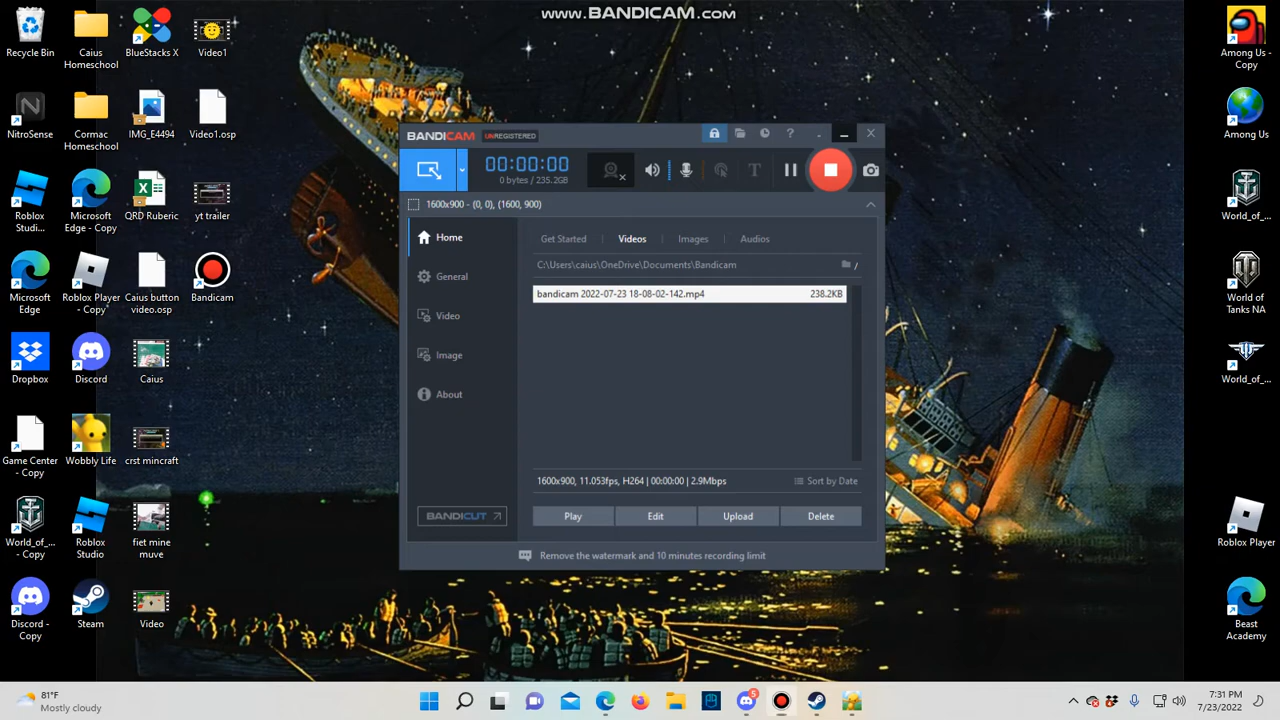 www.BANDICAM.com
Recycle Bin
Caius Homeschool
BlueStacks X
Video1
NitroSense
Cormac Homeschool
IMG_E4494
Video1.osp
Roblox Studi...
Microsoft Edge - Copy
QRD Ruberic
yt trailer
Microsoft Edge
Roblox Player - Copy
Caius button video.osp
Bandicam
Dropbox
Discord
Caius
Game Center - Copy
Wobbly Life
crst mincraft
World_of_... - Copy
Roblox Studio
fiet mine muve
Discord - Copy
Steam
Video
BANDICAM UNREGISTERED
00:00:00
0 bytes / 235.2GB
1600x900 - (0, 0), (1600, 900)
Home
General
Video
Image
About
BANDICUT
Get Started Videos Images Audios
C:\Users\caius\OneDrive\Documents\Bandicam
bandicam 2022-07-23 18-08-02-142.mp4 238.2KB
1600x900, 11.053fps, H264 | 00:00:00 | 2.9Mbps Sort by Date
Play Edit Upload Delete
Remove the watermark and 10 minutes recording limit
Among Us - Copy
Among Us
World_of_...
World of Tanks NA
World_of_...
Roblox Player
Beast Academy
81°F
Mostly cloudy
5
7:31 PM
7/23/2022